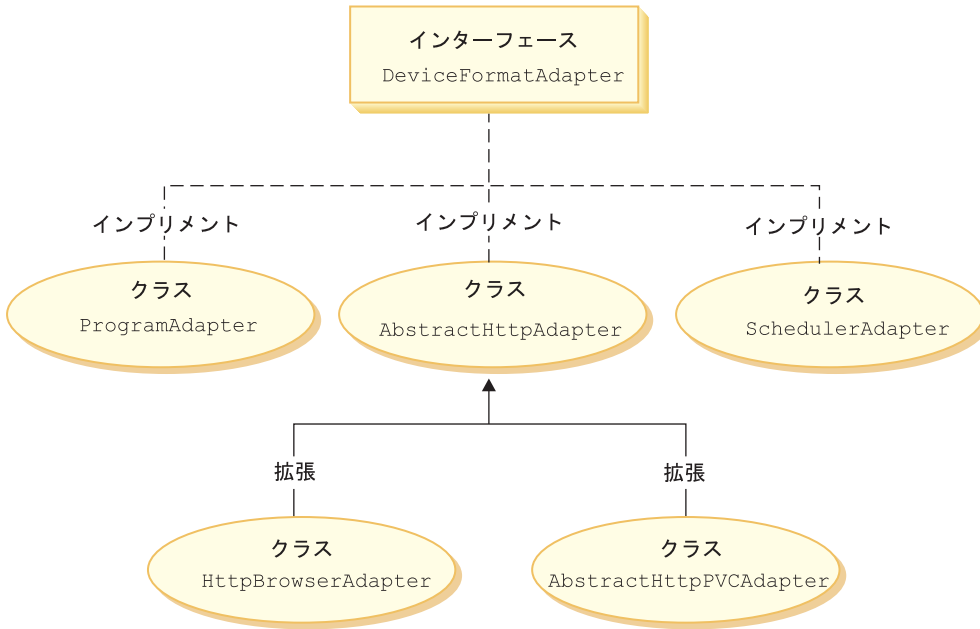 インターフェース
DeviceFormatAdapter
インプリメント
インプリメント
インプリメント
クラス
ProgramAdapter
クラス
AbstractHttpAdapter
クラス
SchedulerAdapter
拡張
拡張
クラス
HttpBrowserAdapter
クラス
AbstractHttpPVCAdapter